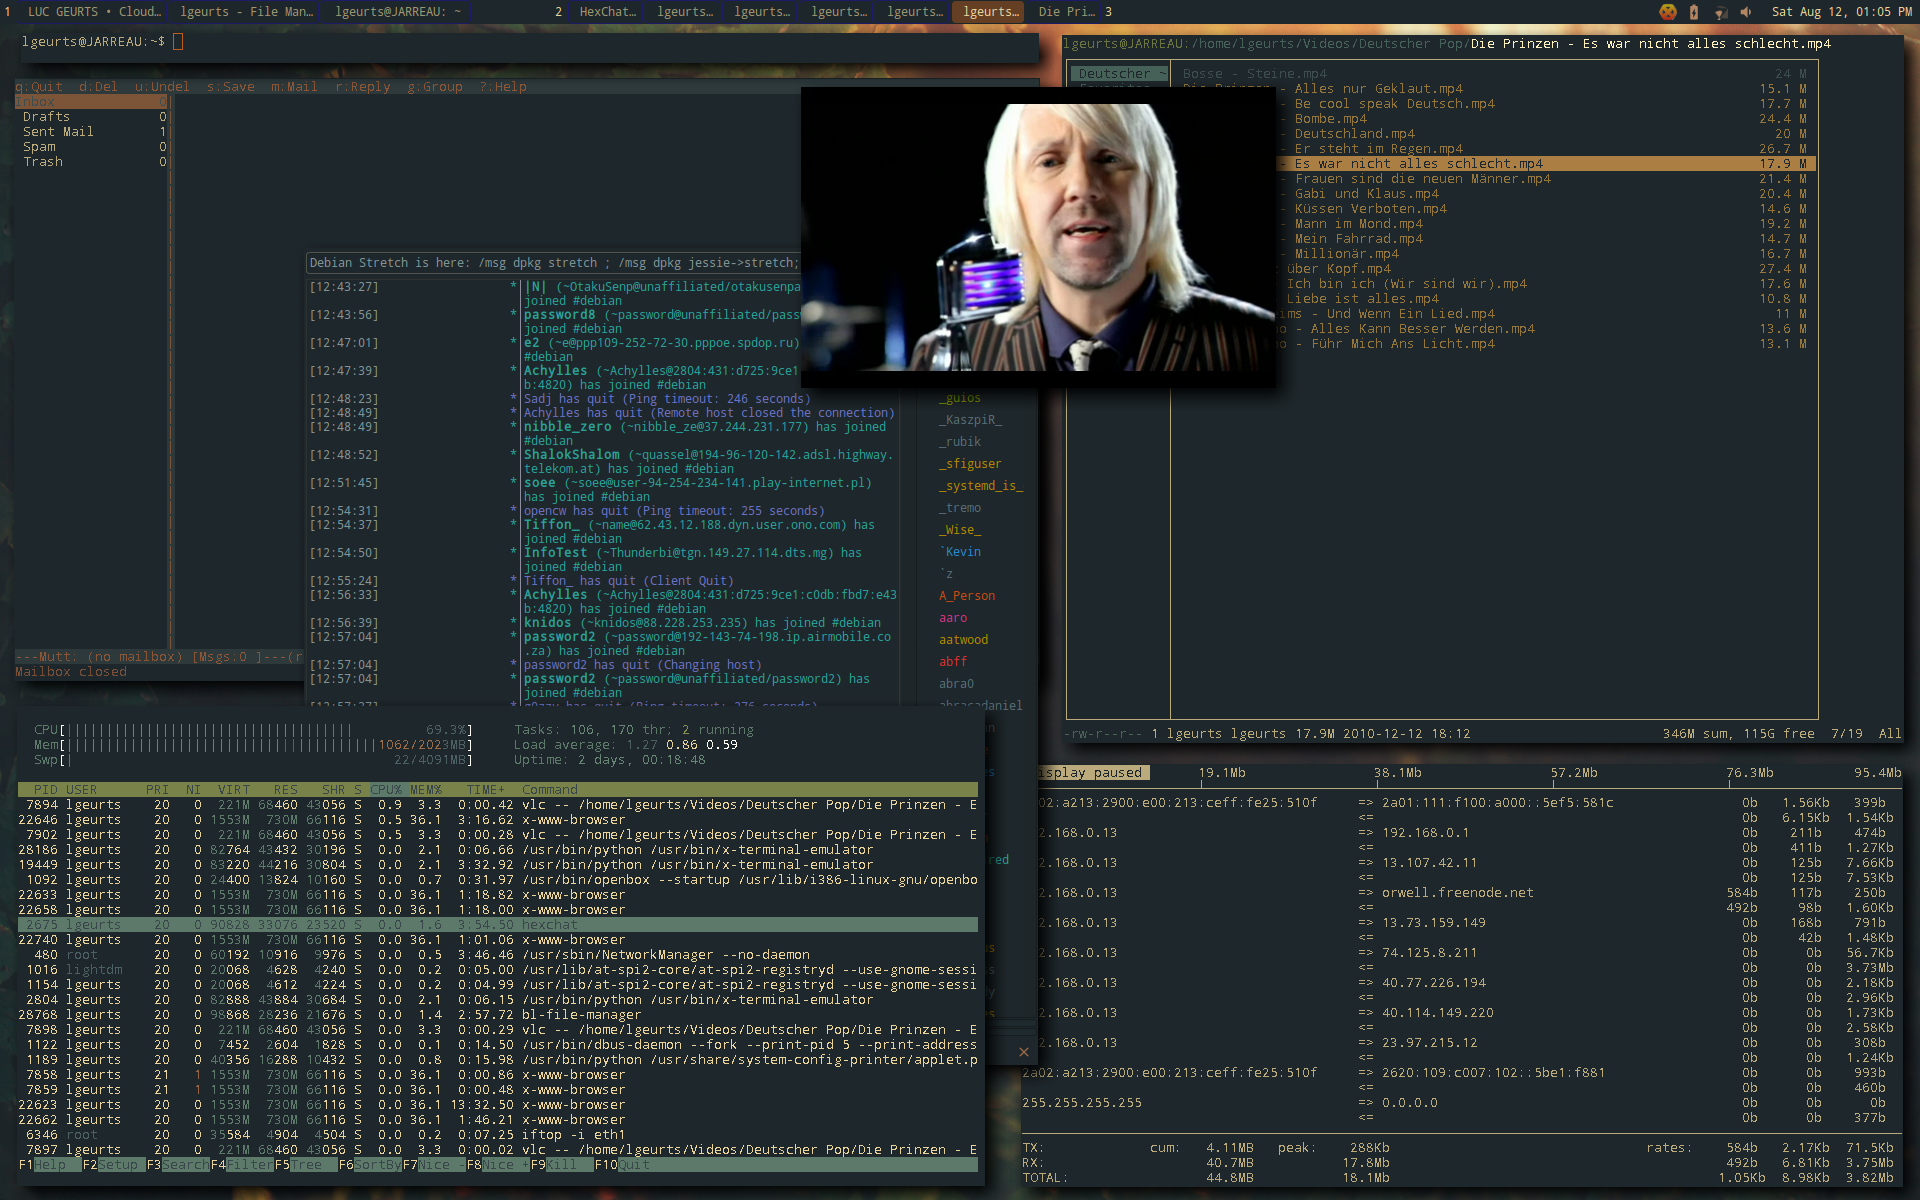 1 LUC GEURTS • Cloud… lgeurts - File Man… lgeurts@JARREAU: ~ 2 HexChat… lgeurts… lgeurts… lgeurts… lgeurts… lgeurts… Die Pri… 3 Sat Aug 12, 01:05 PM
lgeurts@JARREAU:~$
q:Quit d:Del u:Undel s:Save m:Mail r:Reply g:Group ?:Help
Inbox 0
Drafts 0
Sent Mail 1
Spam 0
Trash 0
---Mutt: (no mailbox) [Msgs:0 ]---(r
Mailbox closed
Debian Stretch is here: /msg dpkg stretch ; /msg dpkg jessie->stretch;
[12:43:27] * |N| (~OtakuSenp@unaffiliated/otakusenpa
joined #debian
[12:43:56] * password8 (~password@unaffiliated/passw
joined #debian
[12:47:01] * e2 (~e@ppp109-252-72-30.pppoe.spdop.ru)
#debian
[12:47:39] * Achylles (~Achylles@2804:431:d725:9ce1
b:4820) has joined #debian
[12:48:23] * Sadj has quit (Ping timeout: 246 seconds)
[12:48:49] * Achylles has quit (Remote host closed the connection)
[12:48:49] * nibble_zero (~nibble_ze@37.244.231.177) has joined
#debian
[12:48:52] * ShalokShalom (~quassel@194-96-120-142.adsl.highway.
telekom.at) has joined #debian
[12:51:45] * soee (~soee@user-94-254-234-141.play-internet.pl)
has joined #debian
[12:54:31] * opencw has quit (Ping timeout: 255 seconds)
[12:54:37] * Tiffon_ (~name@62.43.12.188.dyn.user.ono.com) has
joined #debian
[12:54:50] * InfoTest (~Thunderbi@tgn.149.27.114.dts.mg) has
joined #debian
[12:55:24] * Tiffon_ has quit (Client Quit)
[12:56:33] * Achylles (~Achylles@2804:431:d725:9ce1:c0db:fbd7:e43
b:4820) has joined #debian
[12:56:39] * knidos (~knidos@88.228.253.235) has joined #debian
[12:57:04] * password2 (~password@192-143-74-198.ip.airmobile.co
.za) has joined #debian
[12:57:04] * password2 has quit (Changing host)
[12:57:04] * password2 (~password@unaffiliated/password2) has
joined #debian
_guios
_KaszpiR_
_rubik
_sfiguser
_systemd_is_
_tremo
_Wise_
`Kevin
`z
A_Person
aaro
aatwood
abff
abra0
abracadaniel
lgeurts@JARREAU:/home/lgeurts/Videos/Deutscher Pop/Die Prinzen - Es war nicht alles schlecht.mp4
Deutscher ~ Bosse - Steine.mp4 24 M
- Alles nur Geklaut.mp4 15.1 M
- Be cool speak Deutsch.mp4 17.7 M
- Bombe.mp4 24.4 M
- Deutschland.mp4 20 M
- Er steht im Regen.mp4 26.7 M
- Es war nicht alles schlecht.mp4 17.9 M
- Frauen sind die neuen Männer.mp4 21.4 M
- Gabi und Klaus.mp4 20.4 M
- Küssen Verboten.mp4 14.6 M
- Mann im Mond.mp4 19.2 M
- Mein Fahrrad.mp4 14.7 M
- Millionär.mp4 16.7 M
über Kopf.mp4 27.4 M
Ich bin ich (Wir sind wir).mp4 17.6 M
Liebe ist alles.mp4 10.8 M
ims - Und Wenn Ein Lied.mp4 11 M
o - Alles Kann Besser Werden.mp4 13.6 M
o - Führ Mich Ans Licht.mp4 13.1 M
-rw-r--r-- 1 lgeurts lgeurts 17.9M 2010-12-12 18:12 346M sum, 115G free 7/19 All
CPU[ 69.3%] Tasks: 106, 170 thr; 2 running
Mem[ 1062/2023MB] Load average: 1.27 0.86 0.59
Swp[ 22/4091MB] Uptime: 2 days, 00:18:48
PID USER PRI NI VIRT RES SHR S CPU% MEM% TIME+ Command
7894 lgeurts 20 0 221M 68460 43056 S 0.9 3.3 0:00.42 vlc -- /home/lgeurts/Videos/Deutscher Pop/Die Prinzen - E
22646 lgeurts 20 0 1553M 730M 66116 S 0.5 36.1 3:16.62 x-www-browser
7902 lgeurts 20 0 221M 68460 43056 S 0.5 3.3 0:00.28 vlc -- /home/lgeurts/Videos/Deutscher Pop/Die Prinzen - E
28186 lgeurts 20 0 82764 43432 30196 S 0.0 2.1 0:06.66 /usr/bin/python /usr/bin/x-terminal-emulator
19449 lgeurts 20 0 83220 44216 30804 S 0.0 2.1 3:32.92 /usr/bin/python /usr/bin/x-terminal-emulator
1092 lgeurts 20 0 24400 13824 10160 S 0.0 0.7 0:31.97 /usr/bin/openbox --startup /usr/lib/i386-linux-gnu/openbo
22633 lgeurts 20 0 1553M 730M 66116 S 0.0 36.1 1:18.82 x-www-browser
22658 lgeurts 20 0 1553M 730M 66116 S 0.0 36.1 1:18.00 x-www-browser
2675 lgeurts 20 0 90828 33076 23520 S 0.0 1.6 3:54.50 hexchat
22740 lgeurts 20 0 1553M 730M 66116 S 0.0 36.1 1:01.06 x-www-browser
480 root 20 0 60192 10916 9976 S 0.0 0.5 3:46.46 /usr/sbin/NetworkManager --no-daemon
1016 lightdm 20 0 20068 4628 4240 S 0.0 0.2 0:05.00 /usr/lib/at-spi2-core/at-spi2-registryd --use-gnome-sessi
1154 lgeurts 20 0 20068 4612 4224 S 0.0 0.2 0:04.99 /usr/lib/at-spi2-core/at-spi2-registryd --use-gnome-sessi
2804 lgeurts 20 0 82888 43884 30684 S 0.0 2.1 0:06.15 /usr/bin/python /usr/bin/x-terminal-emulator
28768 lgeurts 20 0 98868 28236 21676 S 0.0 1.4 2:57.72 bl-file-manager
7898 lgeurts 20 0 221M 68460 43056 S 0.0 3.3 0:00.29 vlc -- /home/lgeurts/Videos/Deutscher Pop/Die Prinzen - E
1122 lgeurts 20 0 7452 2604 1828 S 0.0 0.1 0:14.50 /usr/bin/dbus-daemon --fork --print-pid 5 --print-address
1189 lgeurts 20 0 40356 16288 10432 S 0.0 0.8 0:15.98 /usr/bin/python /usr/share/system-config-printer/applet.p
7858 lgeurts 21 1 1553M 730M 66116 S 0.0 36.1 0:00.86 x-www-browser
7859 lgeurts 21 1 1553M 730M 66116 S 0.0 36.1 0:00.48 x-www-browser
22623 lgeurts 20 0 1553M 730M 66116 S 0.0 36.1 13:32.50 x-www-browser
22662 lgeurts 20 0 1553M 730M 66116 S 0.0 36.1 1:46.21 x-www-browser
6346 root 20 0 35584 4904 4504 S 0.0 0.2 0:07.25 iftop -i eth1
7897 lgeurts 20 0 221M 68460 43056 S 0.0 3.3 0:00.02 vlc -- /home/lgeurts/Videos/Deutscher Pop/Die Prinzen - E
F1Help F2Setup F3SearchF4FilterF5Tree F6SortByF7Nice -F8Nice +F9Kill F10Quit
isplay paused 19.1Mb 38.1Mb 57.2Mb 76.3Mb 95.4Mb
02:a213:2900:e00:213:ceff:fe25:510f => 2a01:111:f100:a000::5ef5:581c 0b 1.56Kb 399b
<= 0b 6.15Kb 1.54Kb
2.168.0.13 => 192.168.0.1 0b 211b 474b
<= 0b 411b 1.27Kb
2.168.0.13 => 13.107.42.11 0b 125b 7.66Kb
<= 0b 125b 7.53Kb
2.168.0.13 => orwell.freenode.net 584b 117b 250b
<= 492b 98b 1.60Kb
2.168.0.13 => 13.73.159.149 0b 168b 791b
<= 0b 42b 1.48Kb
2.168.0.13 => 74.125.8.211 0b 0b 56.7Kb
<= 0b 0b 3.73Mb
2.168.0.13 => 40.77.226.194 0b 0b 2.18Kb
<= 0b 0b 2.96Kb
2.168.0.13 => 40.114.149.220 0b 0b 1.73Kb
<= 0b 0b 2.58Kb
2.168.0.13 => 23.97.215.12 0b 0b 308b
<= 0b 0b 1.24Kb
2a02:a213:2900:e00:213:ceff:fe25:510f => 2620:109:c007:102::5be1:f881 0b 0b 993b
<= 0b 0b 460b
255.255.255.255 => 0.0.0.0 0b 0b 0b
<= 0b 0b 377b
TX: cum: 4.11MB peak: 288Kb rates: 584b 2.17Kb 71.5Kb
RX: 40.7MB 17.8Mb 492b 6.81Kb 3.75Mb
TOTAL: 44.8MB 18.1Mb 1.05Kb 8.98Kb 3.82Mb